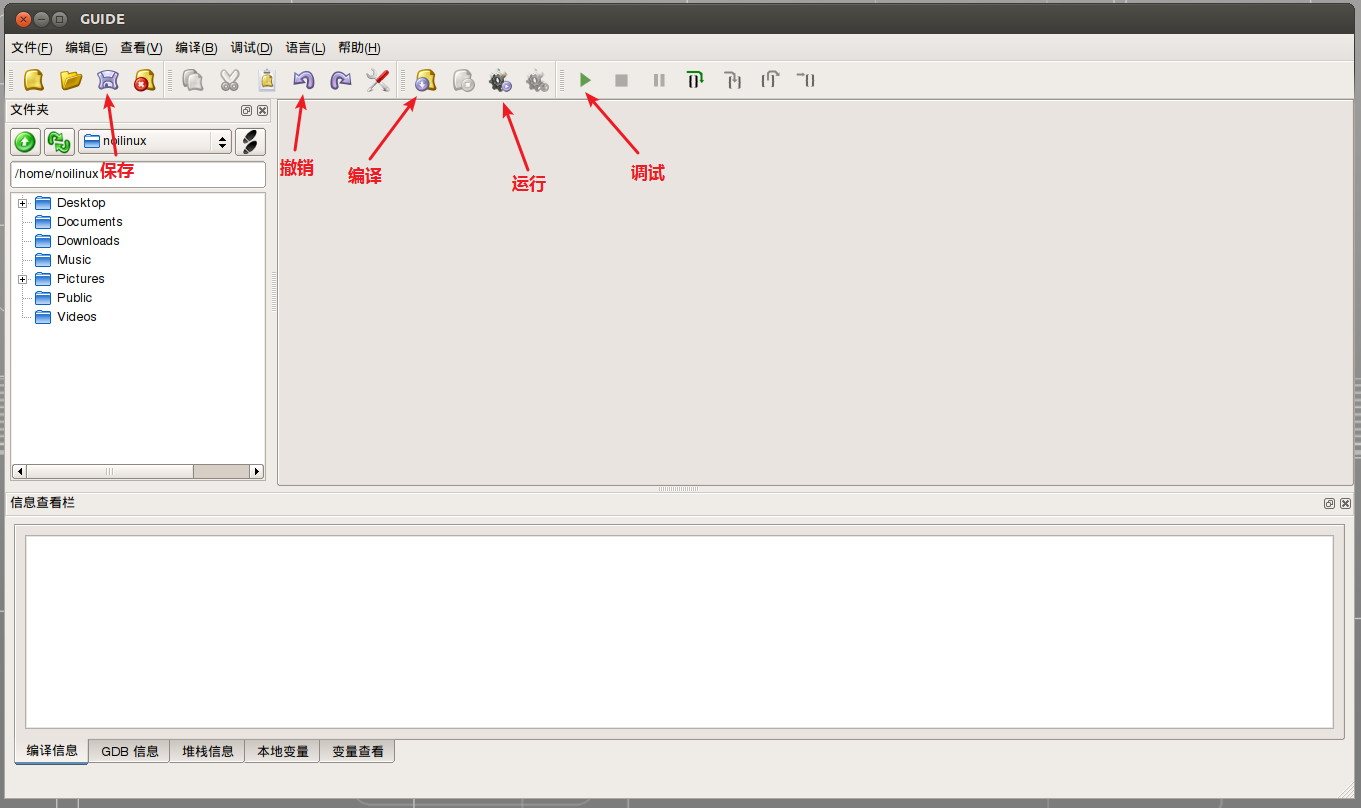 GUIDE
文件(F) 编辑(E) 查看(V) 编译(B) 调试(D) 语言(L) 帮助(H)
文件夹
noilinux
/home/noilinux
保存
撤销
编译
运行
调试
Desktop
Documents
Downloads
Music
Pictures
Public
Videos
信息查看栏
编译信息 GDB 信息 堆栈信息 本地变量 变量查看